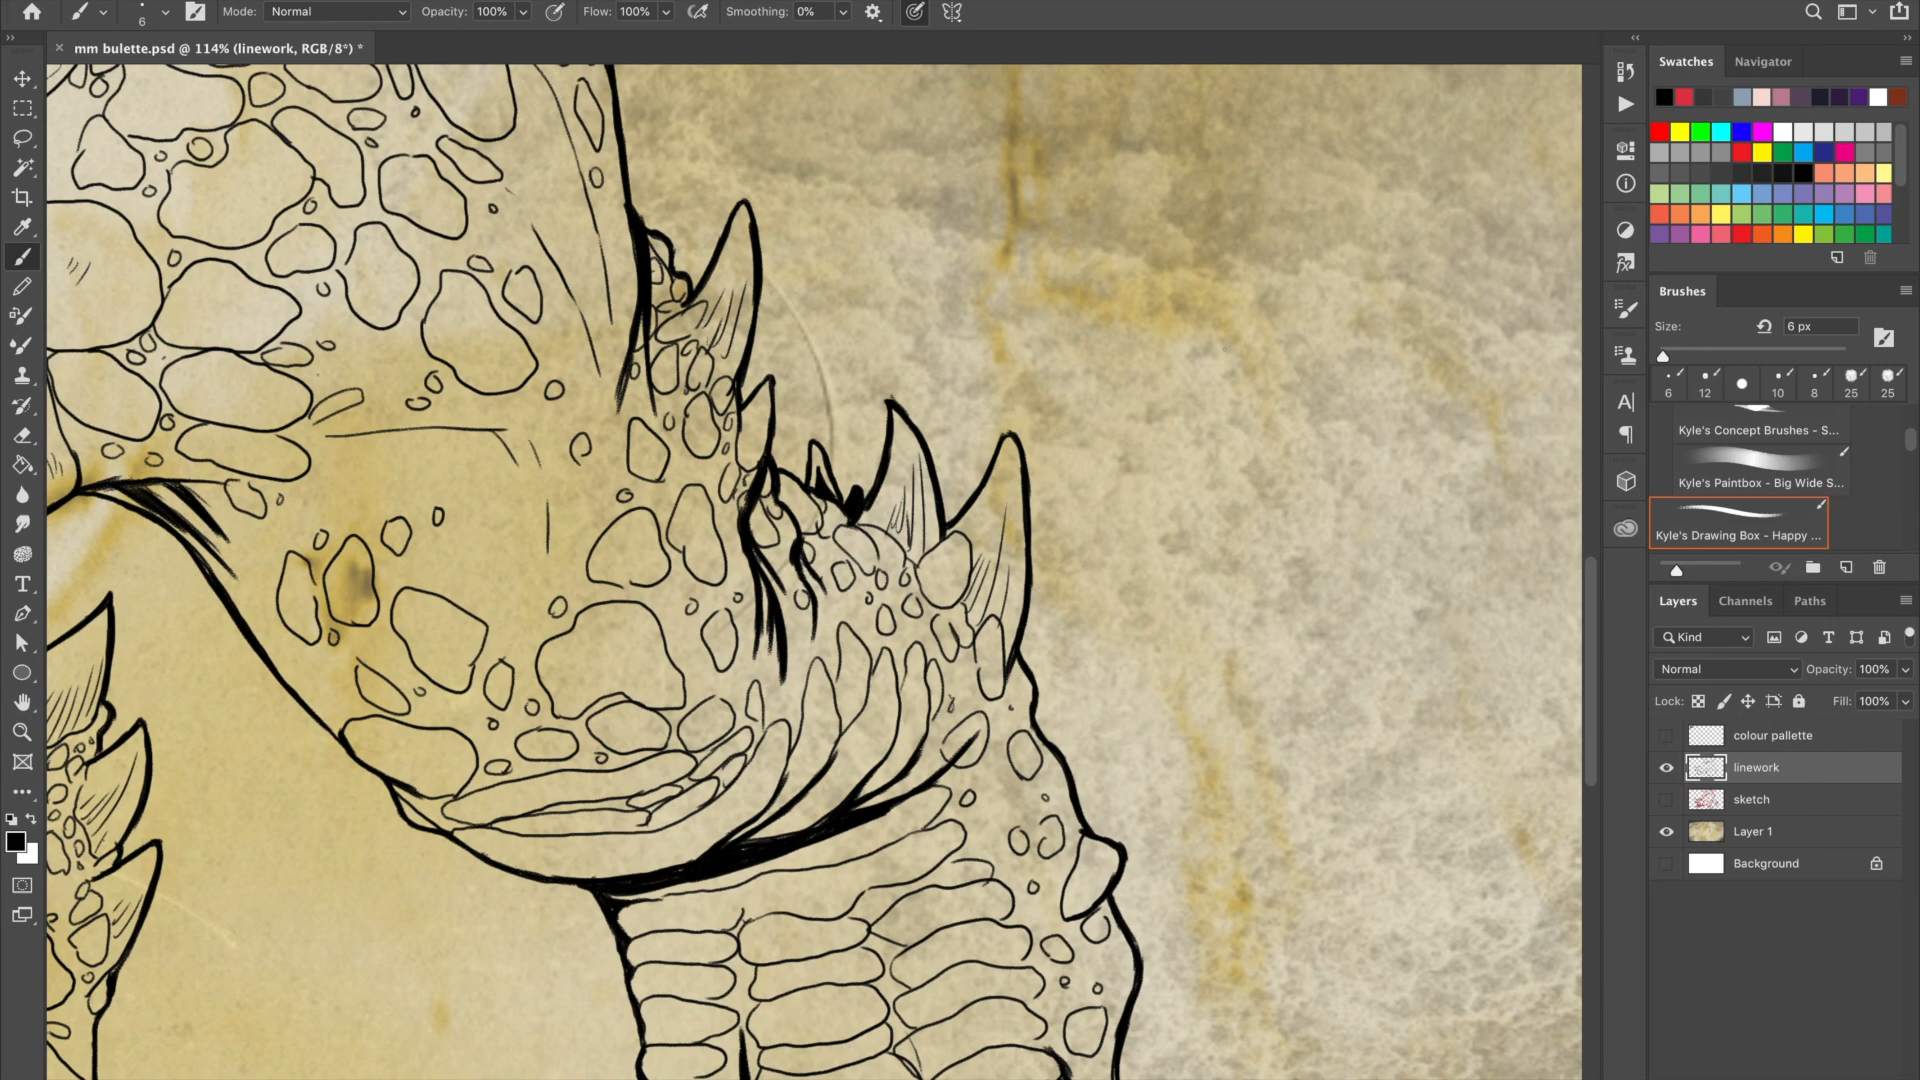 6
Mode: Normal
Opacity: 100%
Flow: 100%
Smoothing: 0%
mm bulette.psd @ 114% (linework, RGB/8*) *
Swatches Navigator
Brushes
Size: 6 px
6 12 10 8 25 25
Kyle's Concept Brushes - S...
Kyle's Paintbox - Big Wide S...
Kyle's Drawing Box - Happy ...
Layers Channels Paths
Kind
Normal Opacity: 100%
Lock: Fill: 100%
colour pallette
linework
sketch
Layer 1
Background